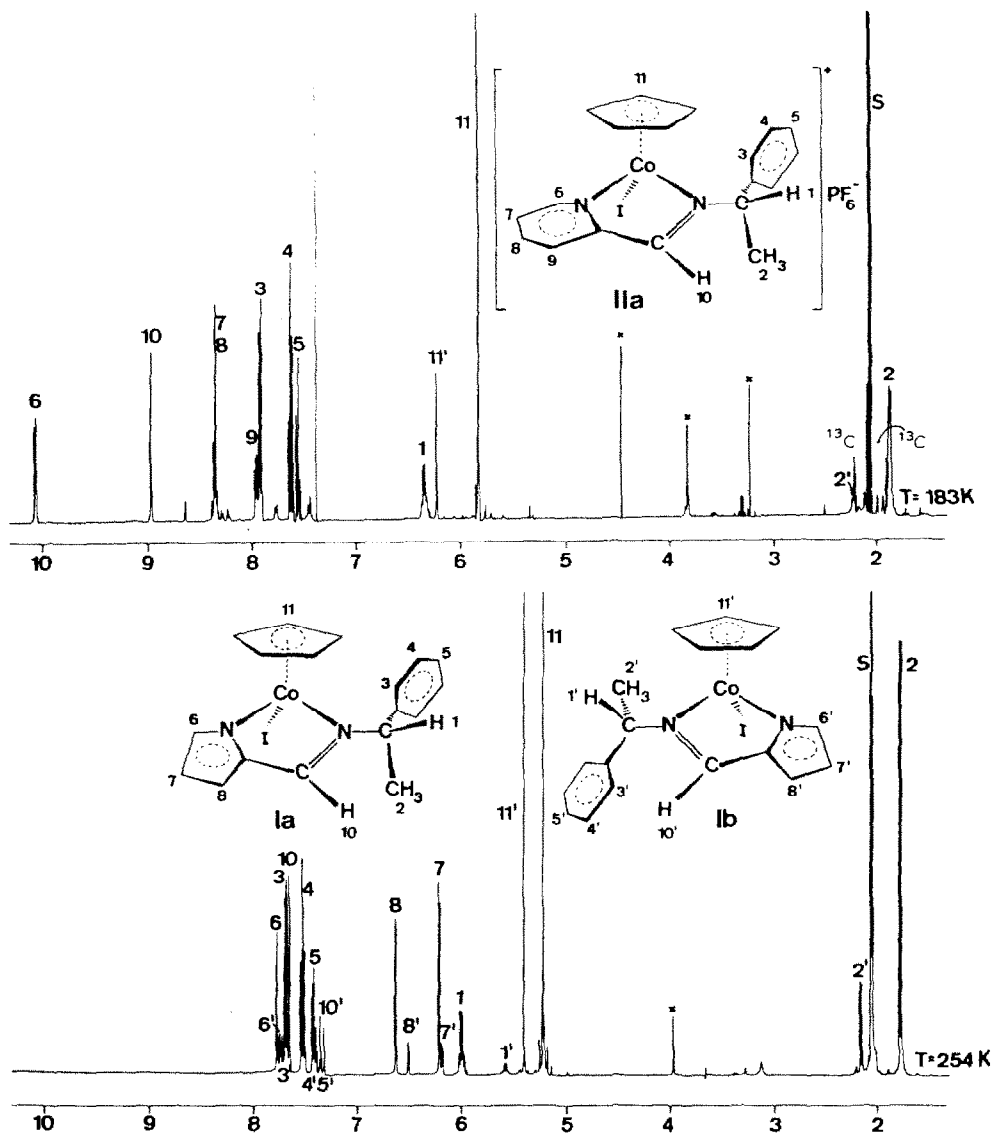 11
+
4
5
3
Co
H 1
PF6-
6
N
I
N
C
7
8
9
C
CH3
2
H
10
IIa
11
S
4
3
7
8
10
5
11'
x
x
x
2
6
9
1
13C
13C
2'
T= 183K
10 9 8 7 6 5 4 3 2
11
4
5
3
Co
H 1
6
N
I
N
C
7
8
C
CH3
2
H
10
Ia
11
11'
11'
2'
CH3
1' H
Co
C
N
I
N
6'
7'
8'
C
3'
5'
4'
H
10'
Ib
S
2
10
3
4
7
6
8
5
10'
6'
3'
4'
5'
8'
7'
1
1'
x
2'
T=254 K
10 9 8 7 6 5 4 3 2